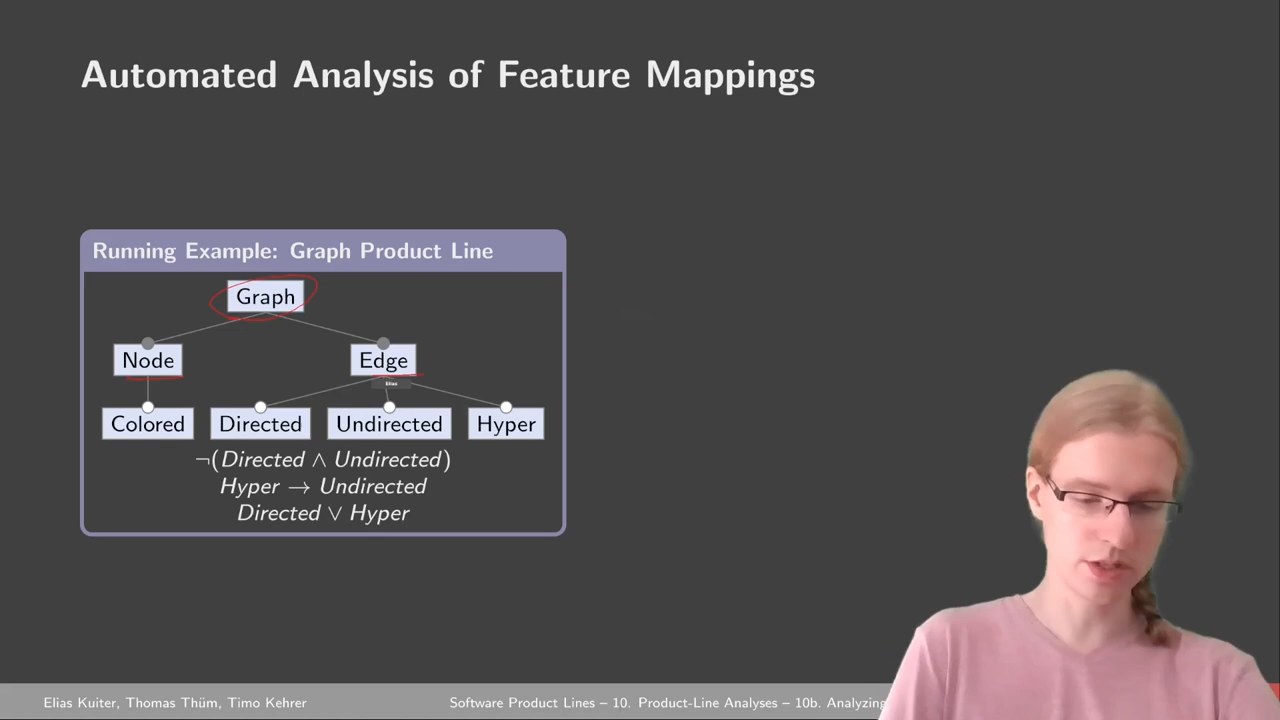 Automated Analysis of Feature Mappings
Running Example: Graph Product Line
Graph
Node Edge
Elias
Colored Directed Undirected Hyper
¬(Directed ∧ Undirected)
Hyper → Undirected
Directed ∨ Hyper
Elias Kuiter, Thomas Thüm, Timo Kehrer Software Product Lines – 10. Product-Line Analyses – 10b. Analyzing